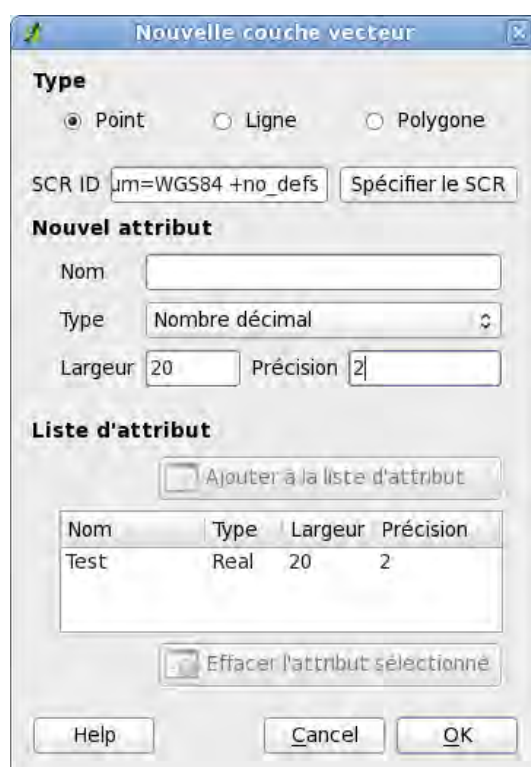 Nouvelle couche vecteur
Type
Point Ligne Polygone
SCR ID um=WGS84 +no_defs Spécifier le SCR
Nouvel attribut
Nom
Type Nombre décimal
Largeur 20 Précision 2
Liste d'attribut
Ajouter à la liste d'attribut
Nom Type Largeur Précision
Test Real 20 2
Effacer l'attribut sélectionné
Help Cancel OK